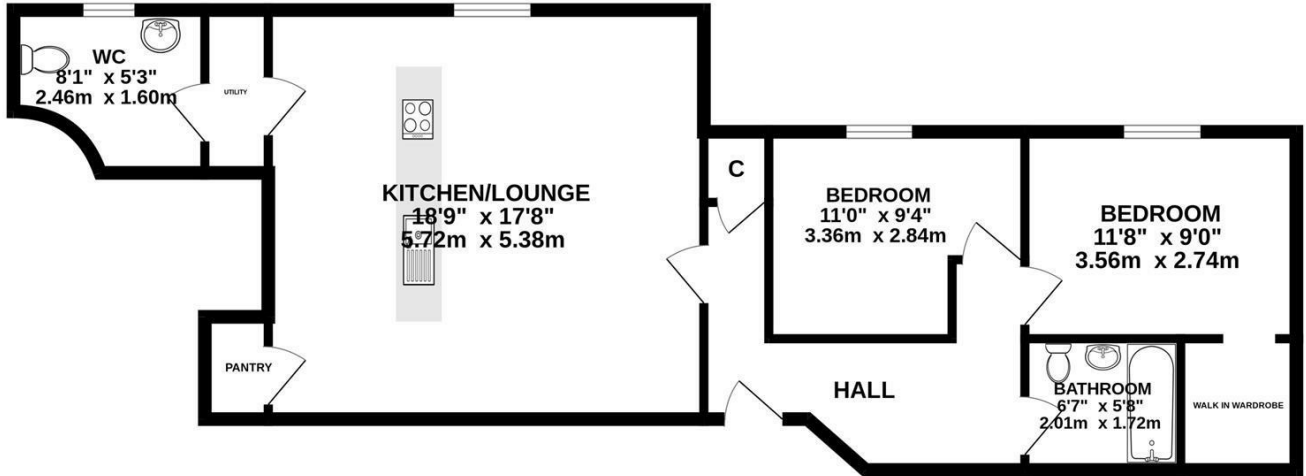 WC
8'1" x 5'3"
2.46m x 1.60m
UTILITY
KITCHEN/LOUNGE
18'9" x 17'8"
5.72m x 5.38m
C
BEDROOM
11'0" x 9'4"
3.36m x 2.84m
BEDROOM
11'8" x 9'0"
3.56m x 2.74m
PANTRY
HALL
BATHROOM
6'7" x 5'8"
2.01m x 1.72m
WALK IN WARDROBE